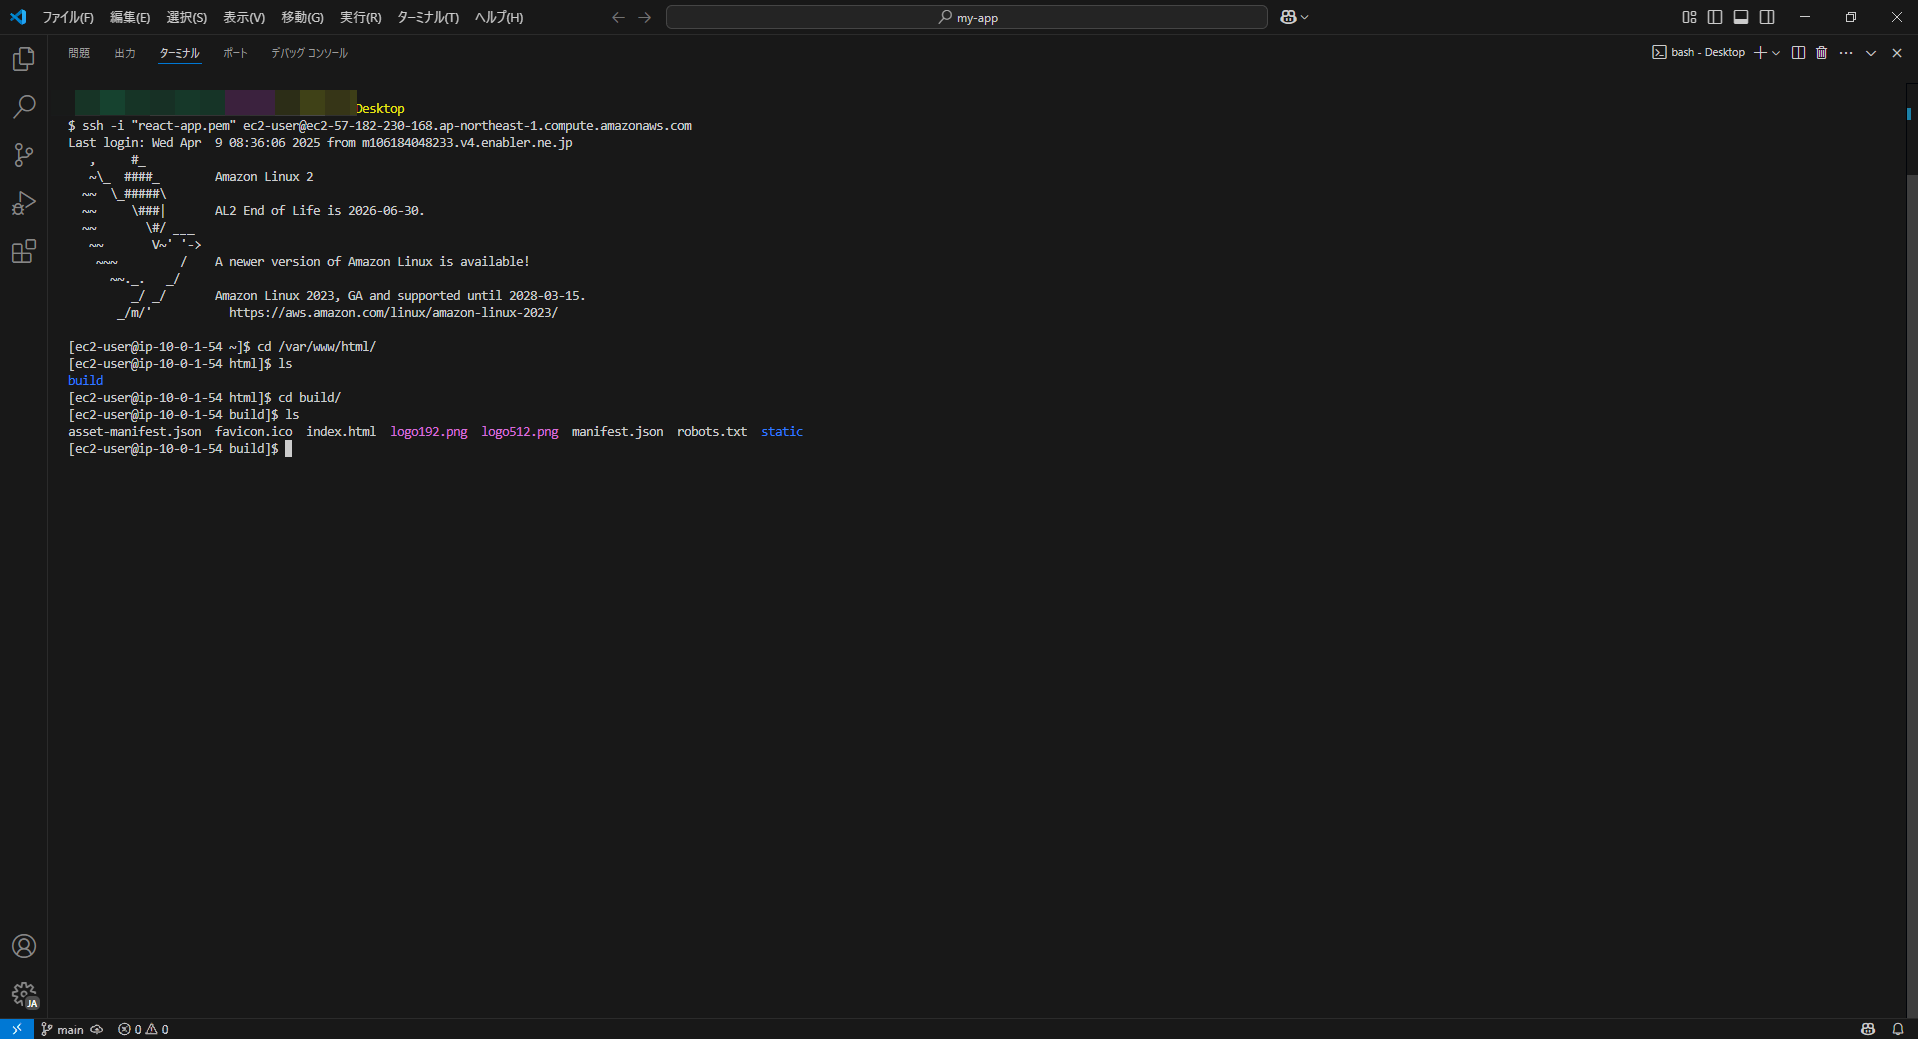 ファイル(F) 編集(E) 選択(S) 表示(V) 移動(G) 実行(R) ターミナル(T) ヘルプ(H) my-app
問題 出力 ターミナル ポート デバッグ コンソール bash - Desktop
Desktop
$ ssh -i "react-app.pem" ec2-user@ec2-57-182-230-168.ap-northeast-1.compute.amazonaws.com
Last login: Wed Apr  9 08:36:06 2025 from m106184048233.v4.enabler.ne.jp
   ,     #_
   ~\_  ####_        Amazon Linux 2
  ~~  \_#####\
  ~~     \###|       AL2 End of Life is 2026-06-30.
  ~~       \#/ ___
   ~~       V~' '->
    ~~~         /    A newer version of Amazon Linux is available!
      ~~._.   _/
         _/ _/       Amazon Linux 2023, GA and supported until 2028-03-15.
       _/m/'           https://aws.amazon.com/linux/amazon-linux-2023/
[ec2-user@ip-10-0-1-54 ~]$ cd /var/www/html/
[ec2-user@ip-10-0-1-54 html]$ ls
build
[ec2-user@ip-10-0-1-54 html]$ cd build/
[ec2-user@ip-10-0-1-54 build]$ ls
asset-manifest.json  favicon.ico  index.html  logo192.png  logo512.png  manifest.json  robots.txt  static
[ec2-user@ip-10-0-1-54 build]$
JA
main 0 0